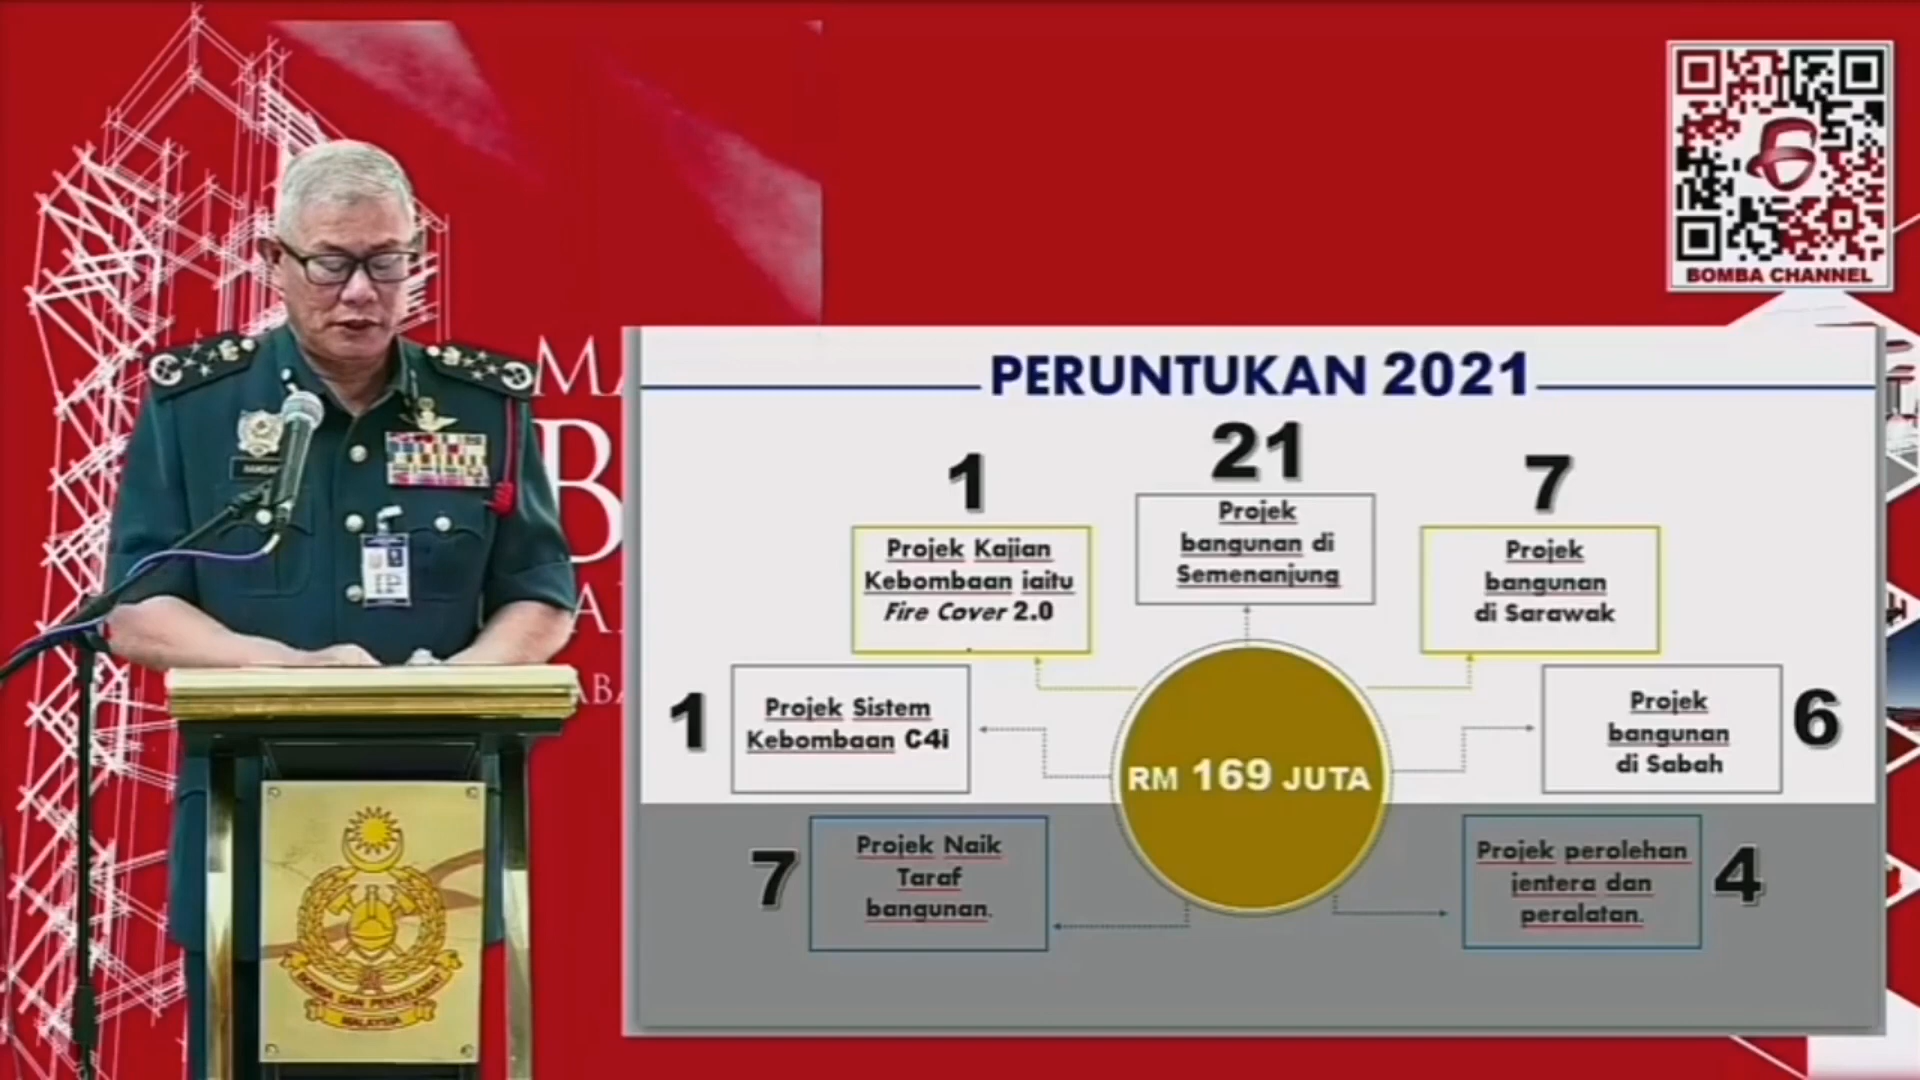 BOMBA CHANNEL
MA
B
A
ABA
PERUNTUKAN 2021
1
Projek Kajian
Kebombaan iaitu
Fire Cover 2.0
21
Projek
bangunan di
Semenanjung
7
Projek
bangunan
di Sarawak
1
Projek Sistem
Kebombaan C4i
RM 169 JUTA
Projek
bangunan
di Sabah
6
7
Projek Naik
Taraf
bangunan.
Projek perolehan
jentera dan
peralatan.
4
BOMBA DAN PENYELAMAT
MALAYSIA